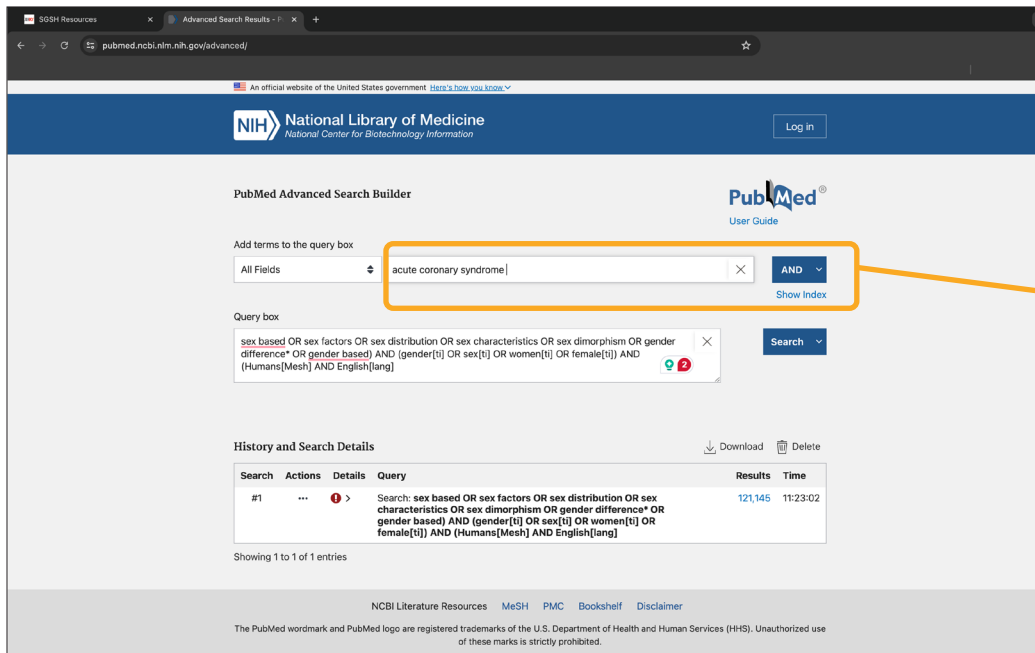 SGSH Resources
Advanced Search Results - P
pubmed.ncbi.nlm.nih.gov/advanced/
An official website of the United States government Here's how you know
NIH National Library of Medicine
National Center for Biotechnology Information
Log in
PubMed Advanced Search Builder
PubMed®
User Guide
Add terms to the query box
All Fields
acute coronary syndrome
AND
Show Index
Query box
sex based OR sex factors OR sex distribution OR sex characteristics OR sex dimorphism OR gender
difference* OR gender based) AND (gender[ti] OR sex[ti] OR women[ti] OR female[ti]) AND
(Humans[Mesh] AND English[lang]
2
Search
History and Search Details
Download
Delete
Search Actions Details Query Results Time
#1 ... ! > Search: sex based OR sex factors OR sex distribution OR sex 121,145 11:23:02
characteristics OR sex dimorphism OR gender difference* OR
gender based) AND (gender[ti] OR sex[ti] OR women[ti] OR
female[ti]) AND (Humans[Mesh] AND English[lang]
Showing 1 to 1 of 1 entries
NCBI Literature Resources MeSH PMC Bookshelf Disclaimer
The PubMed wordmark and PubMed logo are registered trademarks of the U.S. Department of Health and Human Services (HHS). Unauthorized use
of these marks is strictly prohibited.